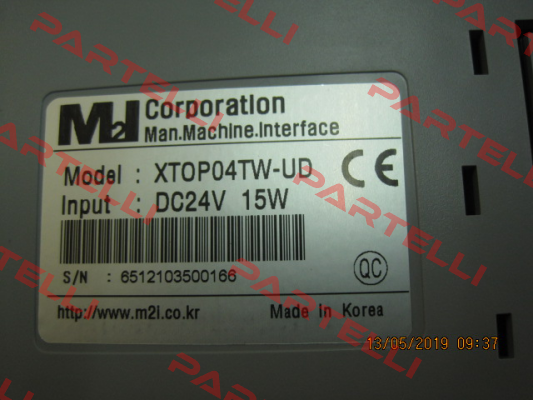 M2I Corporation
Man.Machine.Interface
Model : XTOP04TW-UD
CE
Input : DC24V 15W
S/N : 6512103500166
QC
http://www.m2i.co.kr
Made in Korea
13/05/2019 09:37
PARTELLI
PARTELLI
PARTELLI
PARTELLI
PARTELLI
PARTELLI